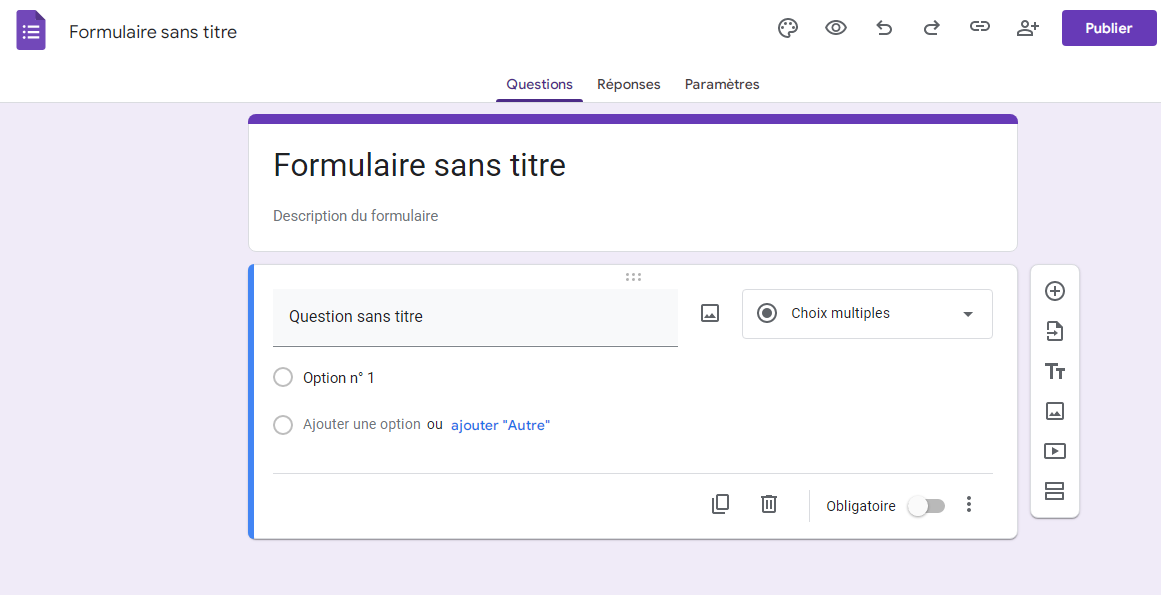 Formulaire sans titre
Publier
Questions Réponses Paramètres
Formulaire sans titre
Description du formulaire
Question sans titre
Choix multiples
Option n° 1
Ajouter une option ou ajouter "Autre"
Obligatoire